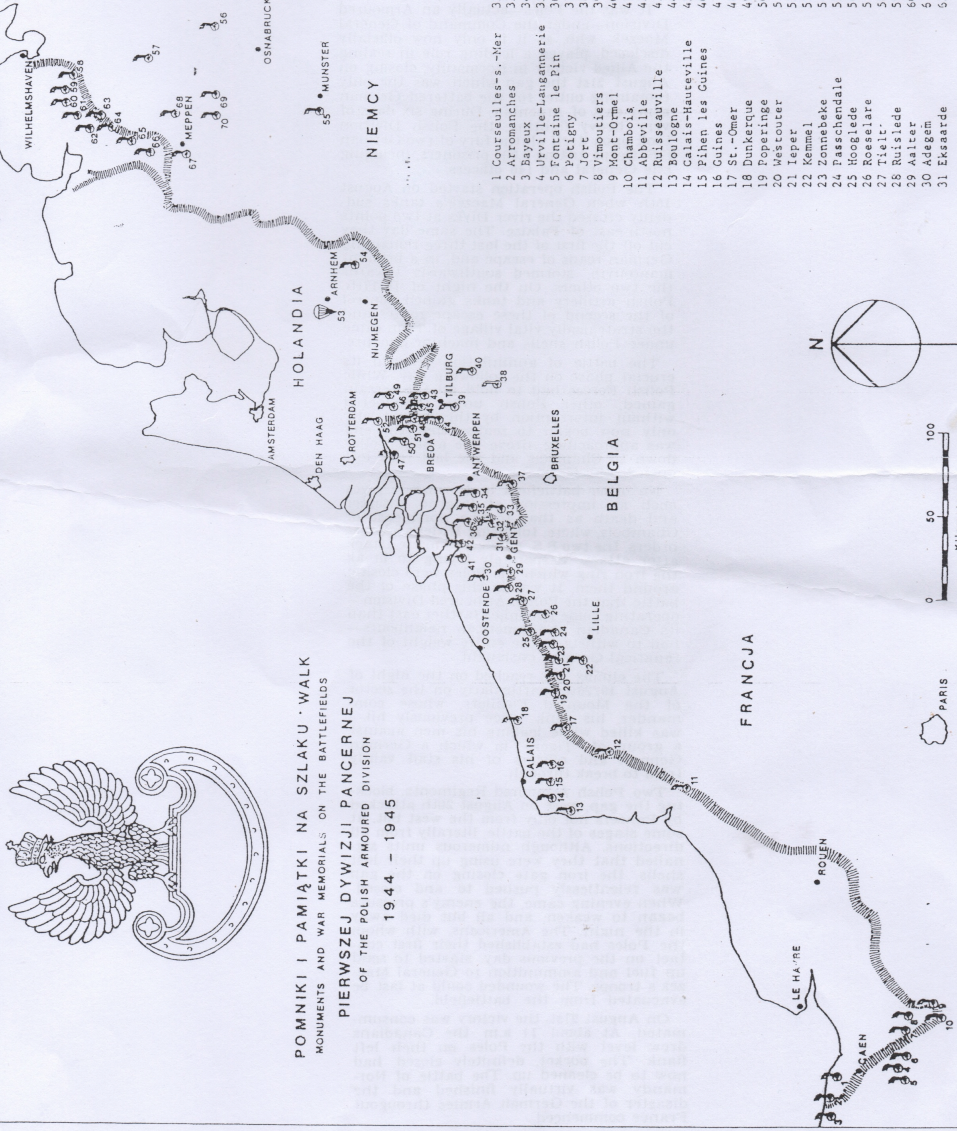 POMNIKI I PAMIĄTKI NA SZLAKU WALK
MONUMENTS AND WAR MEMORIALS ON THE BATTLEFIELDS
PIERWSZEJ DYWIZJI PANCERNEJ
OF THE POLISH ARMOURED DIVISION
1944 – 1945
WILHELMSHAVEN
OSNABRUCK
MUNSTER
MEPPEN
NIEMCY
HOLANDIA
AMSTERDAM
DEN HAAG
ROTTERDAM
ARNHEM
NIJMEGEN
TILBURG
BREDA
ANTWERPEN
BRUXELLES
BELGIA
GENT
OOSTENDE
LILLE
CALAIS
FRANCJA
PARIS
ROUEN
LE HAVRE
CAEN
N
0 50 100
1 Courseulles-s.-Mer
2 Arromanches
3 Bayeux
4 Urville-Langannerie
5 Fontaine le Pin
6 Potigny
7 Jort
8 Vimoutiers
9 Mont-Ormel
10 Chambois
11 Abbeville
12 Ruisseauville
13 Boulogne
14 Calais-Hauteville
15 Pihen les Guines
16 Guines
17 St.-Omer
18 Dunkerque
19 Poperinge
20 Westouter
21 Ieper
22 Kemmel
23 Zonnebeke
24 Passchendale
25 Hooglede
26 Roeselare
27 Tielt
28 Ruislede
29 Aalter
30 Adegem
31 Eksaarde